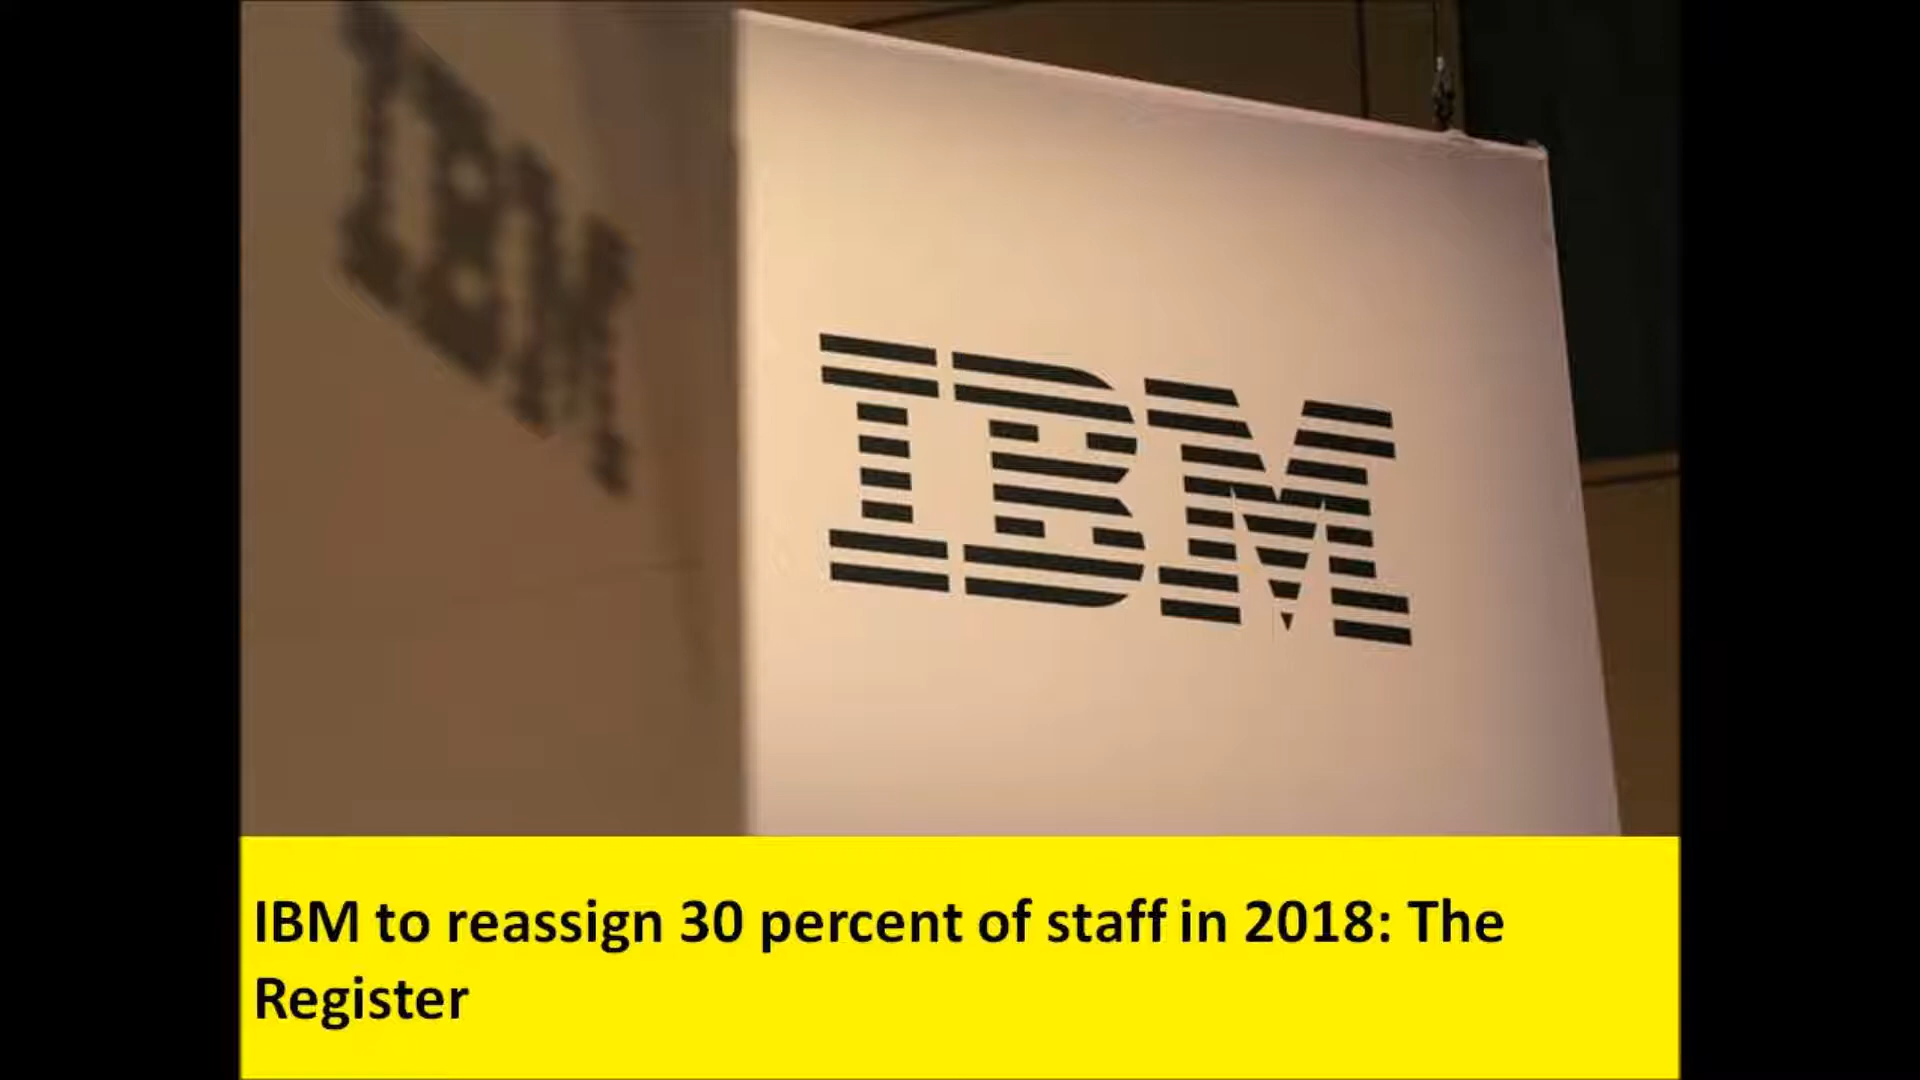 IBM
IBM
IBM to reassign 30 percent of staff in 2018: The
Register